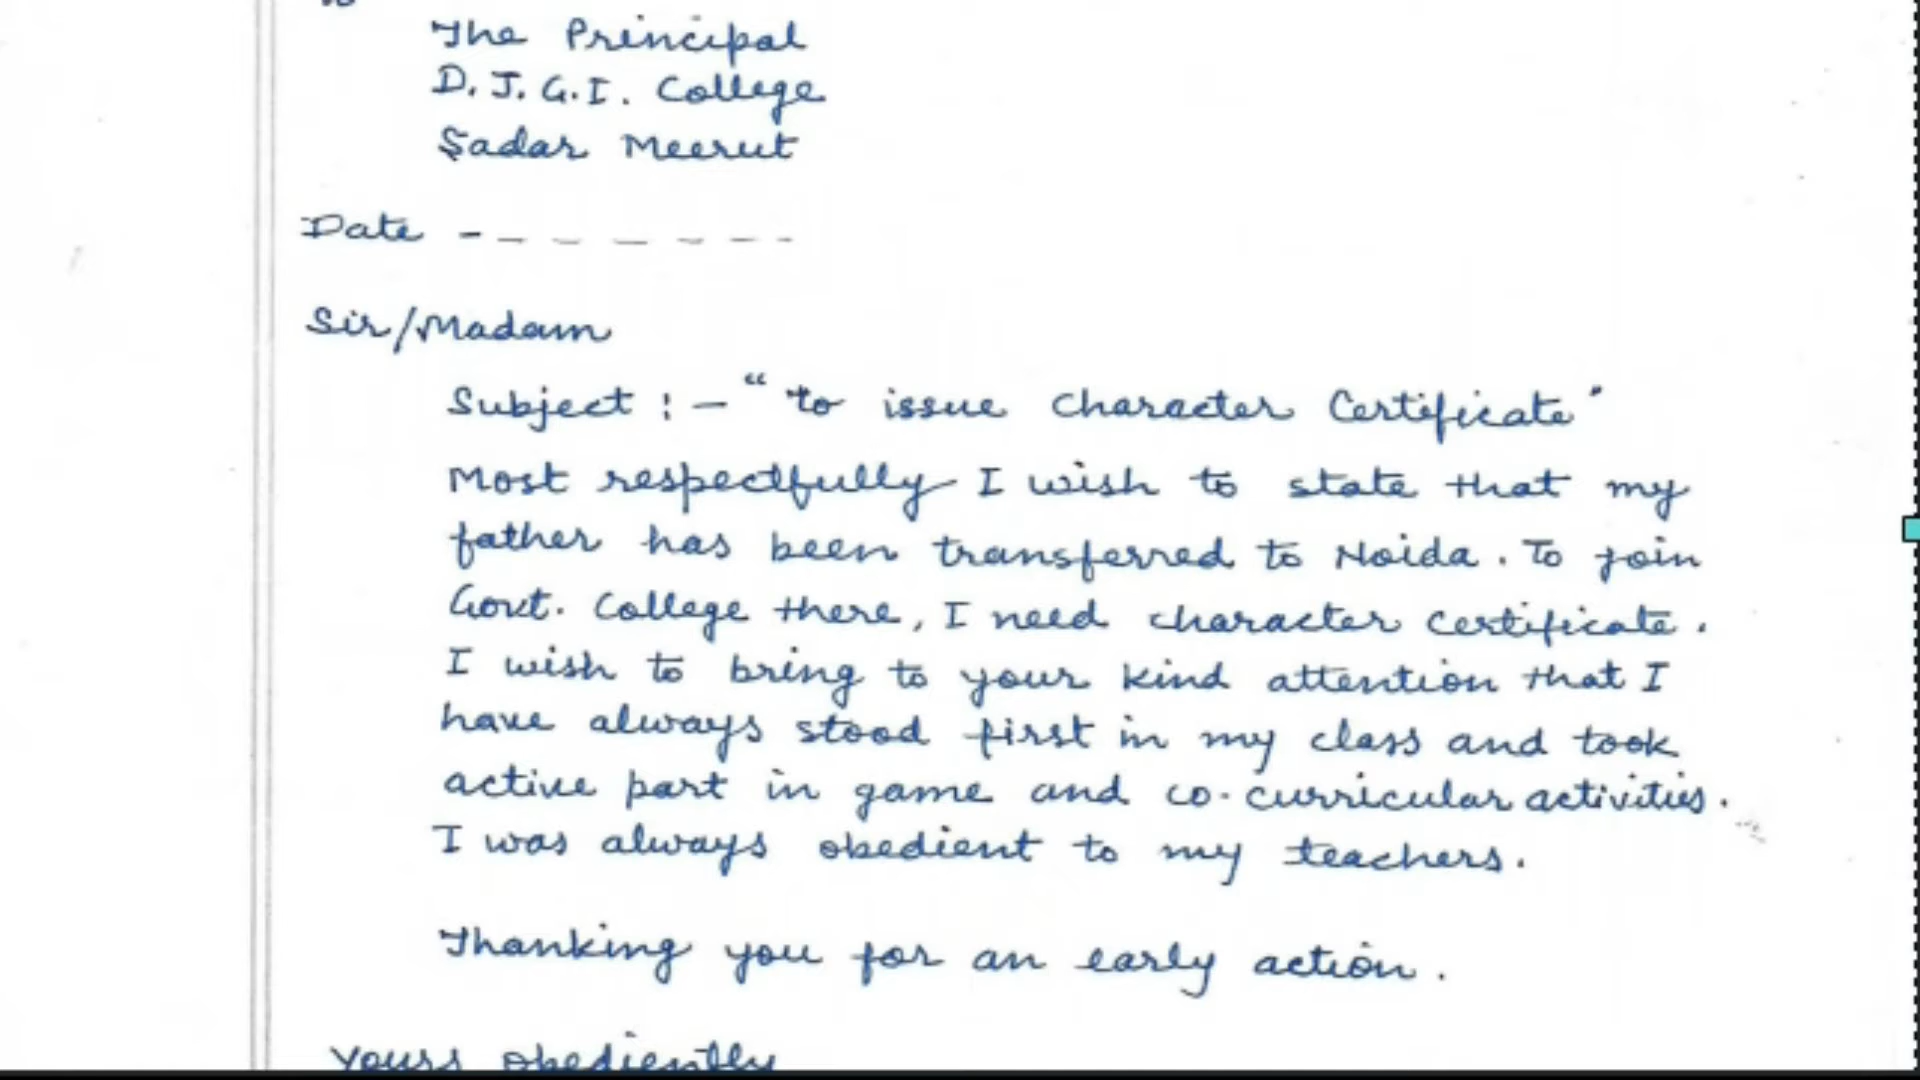 To
The Principal
D.J.G.I. College
Sadar Meerut
Date - - - - - - -
Sir/Madam
Subject :- "to issue character Certificate"
Most respectfully I wish to state that my
father has been transferred to Noida. To join
Govt. College there, I need character certificate.
I wish to bring to your kind attention that I
have always stood first in my class and took
active part in game and co-curricular activities.
I was always obedient to my teachers.
Thanking you for an early action.
Yours obediently